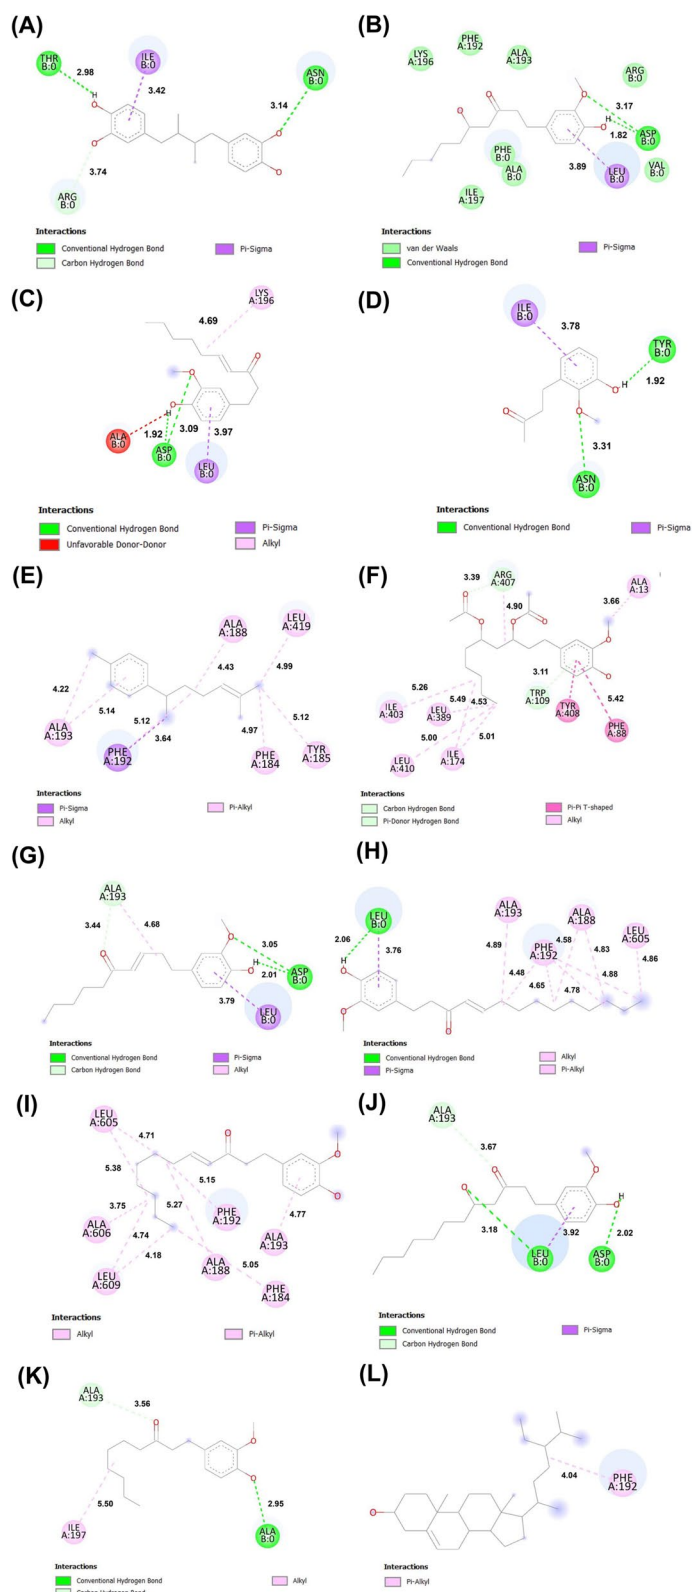 (A)
THR
B:0
ILE
B:0
ASN
B:0
2.98
H
3.42
3.14
O
O
O
O
3.74
ARG
B:0
Interactions
Conventional Hydrogen Bond
Carbon Hydrogen Bond
Pi-Sigma
(B)
LYS
A:196
PHE
A:192
ALA
A:193
ARG
B:0
O
O
O
3.17
H
O
1.82
ASP
B:0
PHE
B:0
ALA
B:0
3.89
LEU
B:0
VAL
B:0
ILE
A:197
Interactions
van der Waals
Conventional Hydrogen Bond
Pi-Sigma
(C)
LYS
A:196
4.69
O
O
H
O
ALA
B:0
1.92
ASP
B:0
3.09
3.97
LEU
B:0
Interactions
Conventional Hydrogen Bond
Unfavorable Donor-Donor
Pi-Sigma
Alkyl
(D)
ILE
B:0
3.78
TYR
B:0
H
1.92
O
O
O
3.31
ASN
B:0
Interactions
Conventional Hydrogen Bond
Pi-Sigma
(E)
ALA
A:188
LEU
A:419
4.22
4.43
4.99
5.14
ALA
A:193
5.12
3.64
PHE
A:192
4.97
5.12
PHE
A:184
TYR
A:185
Interactions
Pi-Sigma
Alkyl
Pi-Alkyl
(F)
3.39
ARG
A:407
ALA
A:13
O
O
4.90
3.66
O
O
O
O
3.11
5.26
ILE
A:403
5.49
LEU
A:389
4.53
TRP
A:109
TYR
A:408
5.42
PHE
A:88
5.00
5.01
LEU
A:410
ILE
A:174
Interactions
Carbon Hydrogen Bond
Pi-Donor Hydrogen Bond
Pi-Pi T-shaped
Alkyl
(G)
ALA
A:193
3.44
4.68
O
O
3.05
H
O
2.01
ASP
B:0
3.79
LEU
B:0
Interactions
Conventional Hydrogen Bond
Carbon Hydrogen Bond
Pi-Sigma
Alkyl
(H)
LEU
B:0
2.06
H
O
O
3.76
O
ALA
A:193
ALA
A:188
LEU
A:605
PHE
A:192
4.58
4.89
4.83
4.86
4.48
4.88
4.65
4.78
Interactions
Conventional Hydrogen Bond
Pi-Sigma
Alkyl
Pi-Alkyl
(I)
LEU
A:605
4.71
O
O
O
5.38
5.15
3.75
5.27
PHE
A:192
4.77
ALA
A:606
4.74
ALA
A:193
4.18
LEU
A:609
ALA
A:188
5.05
PHE
A:184
Interactions
Alkyl
Pi-Alkyl
(J)
ALA
A:193
3.67
O
O
O
H
O
3.18
3.92
2.02
LEU
B:0
ASP
B:0
Interactions
Conventional Hydrogen Bond
Carbon Hydrogen Bond
Pi-Sigma
(K)
ALA
A:193
3.56
O
O
O
5.50
2.95
ILE
A:197
ALA
B:0
Interactions
Conventional Hydrogen Bond
Carbon Hydrogen Bond
Alkyl
(L)
4.04
PHE
A:192
O
Interactions
Pi-Alkyl